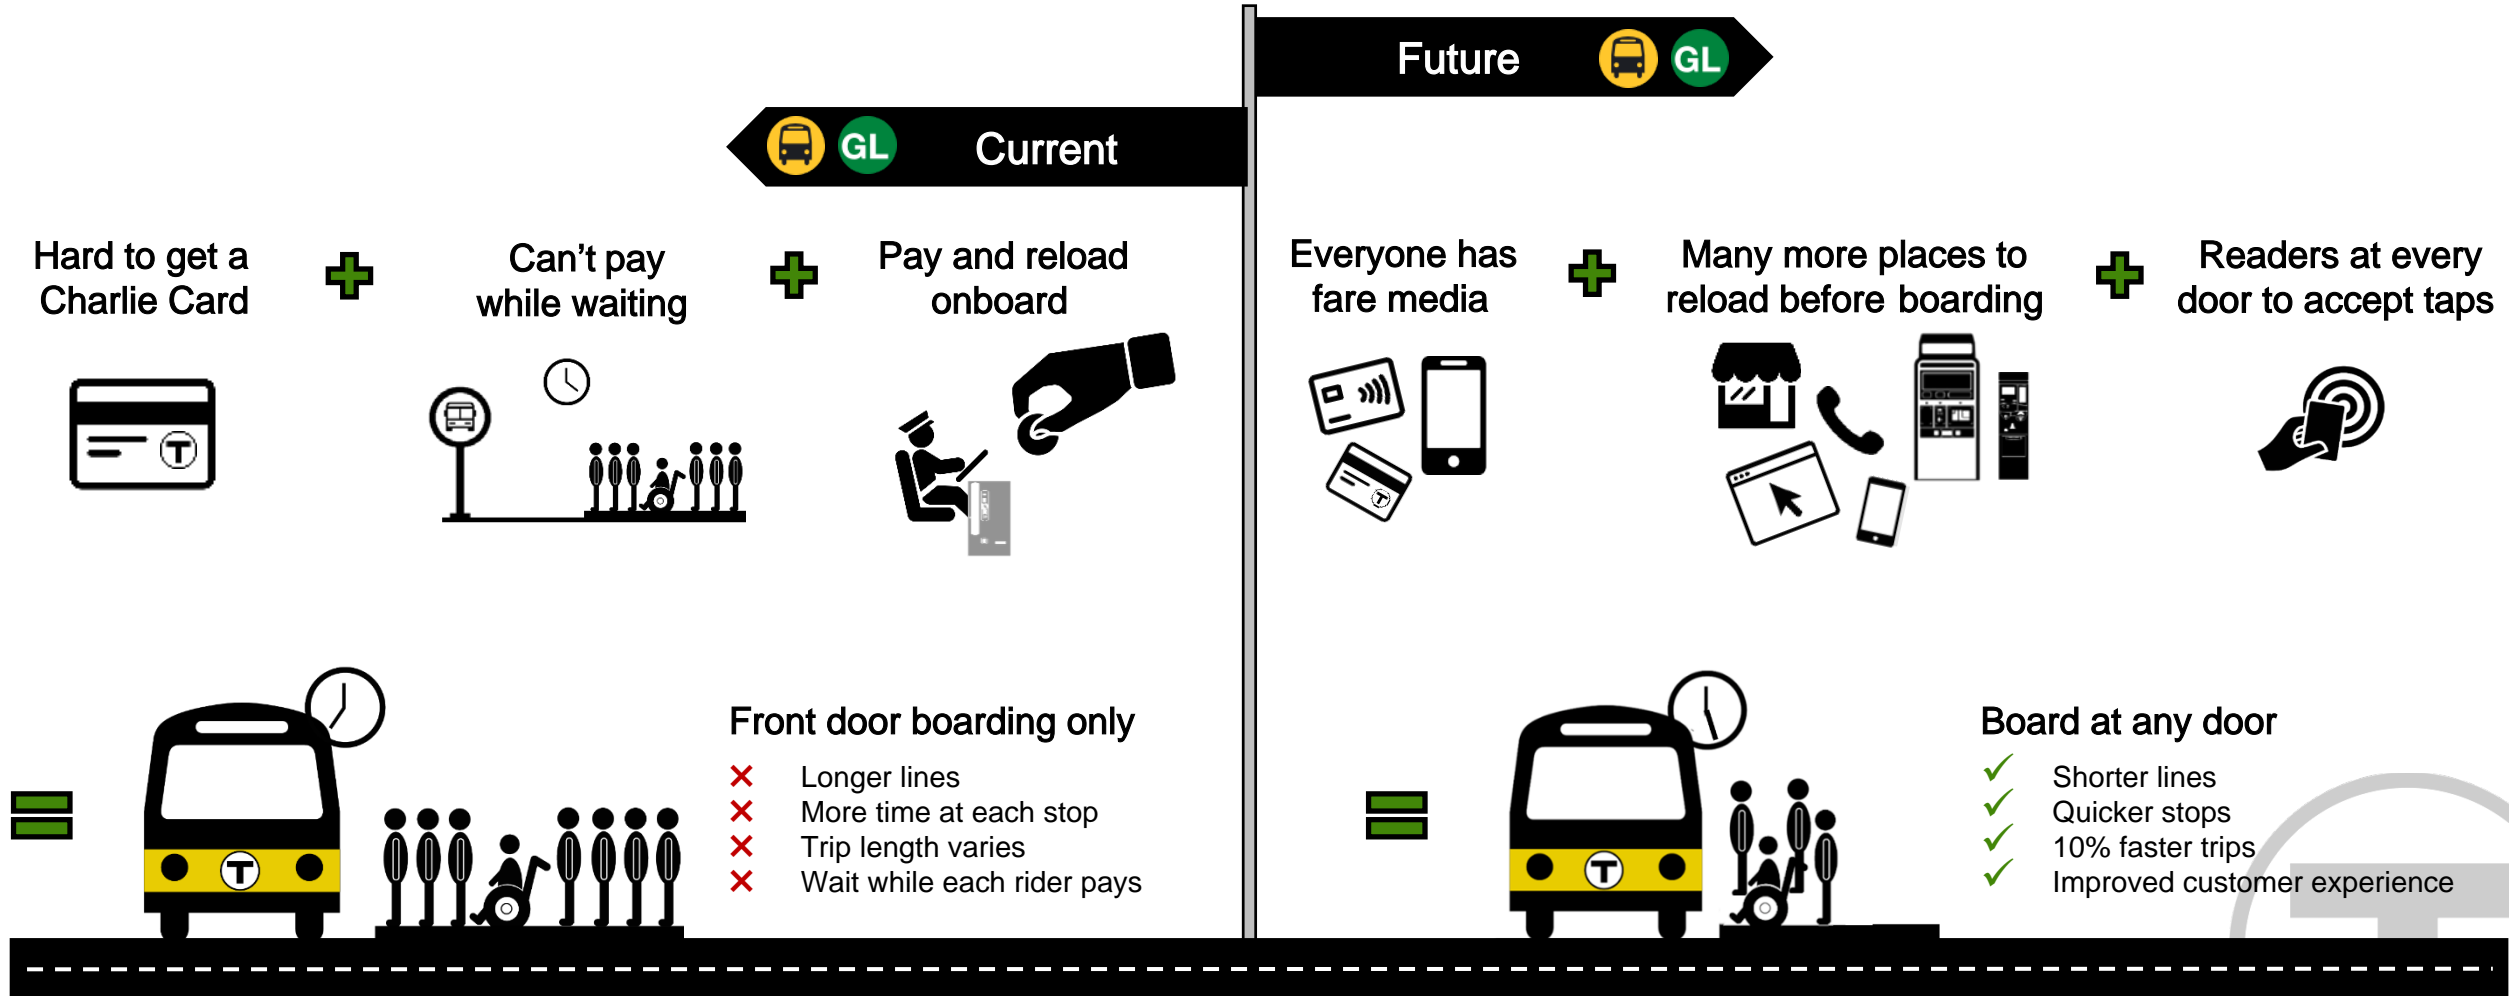 Future
GL
GL
Current
Hard to get a
Charlie Card
Can't pay
while waiting
Pay and reload
onboard
Everyone has
fare media
Many more places to
reload before boarding
Readers at every
door to accept taps
T
T
Front door boarding only
Longer lines
More time at each stop
Trip length varies
Wait while each rider pays
T
Board at any door
Shorter lines
Quicker stops
10% faster trips
Improved customer experience
T
T